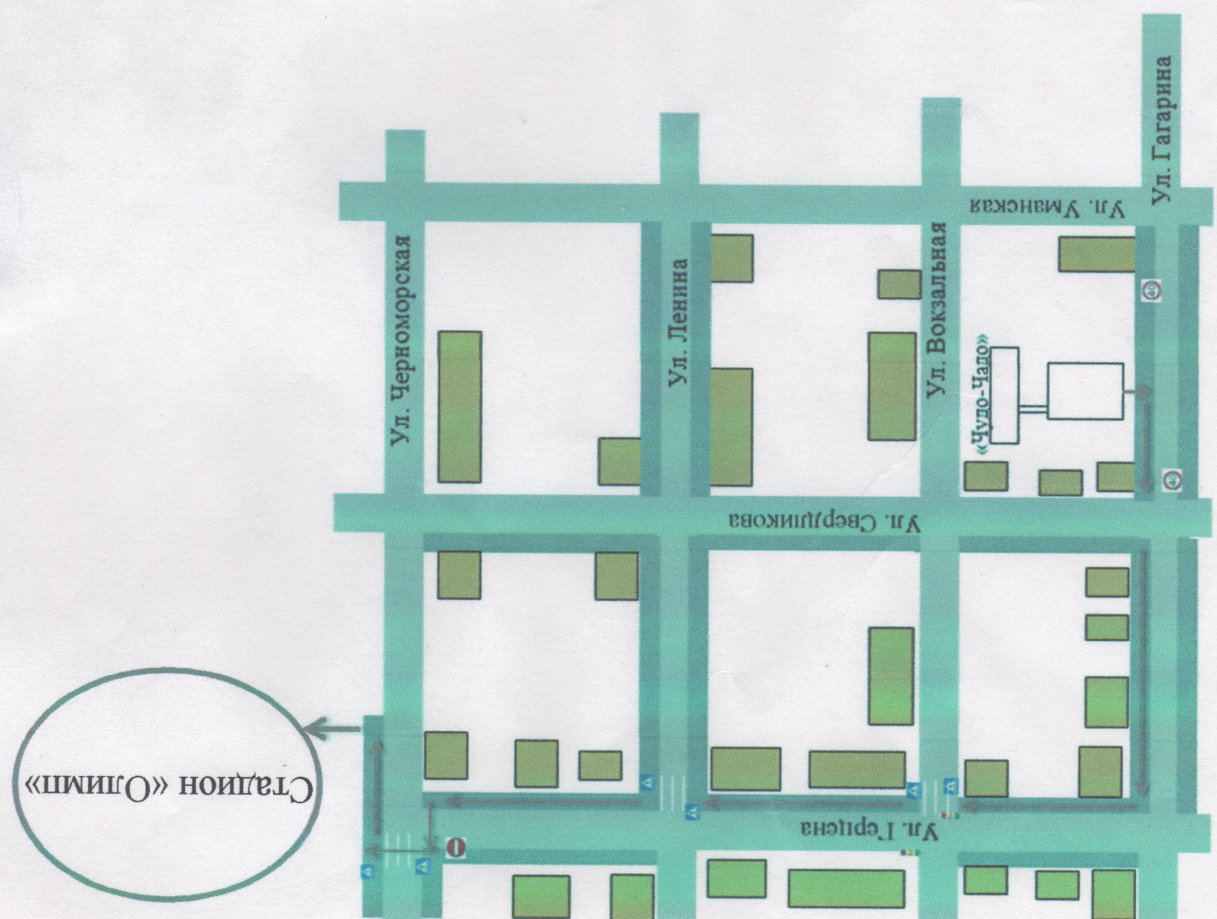 Ул. Гагарина
Ул. Уманская
Ул. Черноморская
Ул. Ленина
Ул. Вокзальная
«Чудо-Чадо»
Ул. Свердликова
Стадион «Олимп»
Ул. Герцена